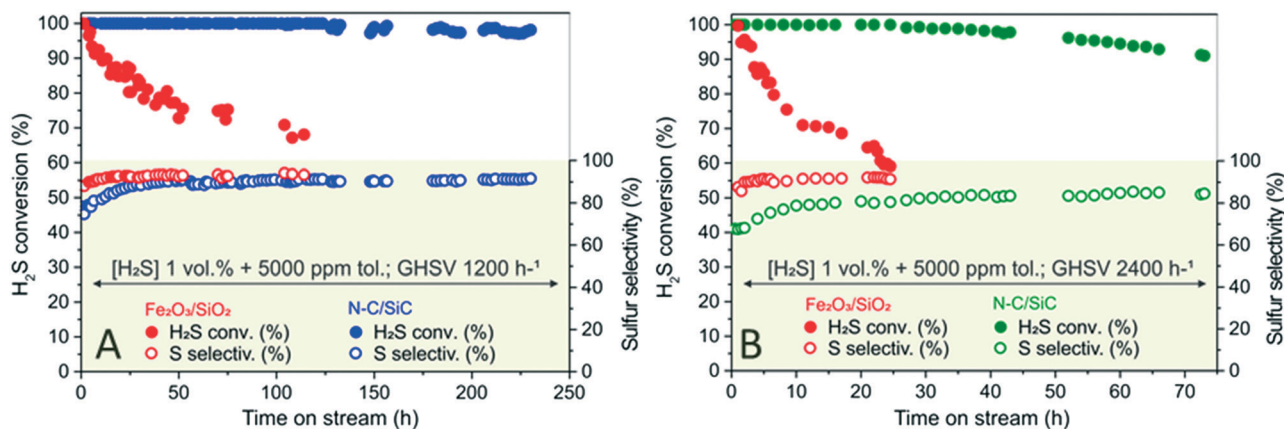 100
90
80
70
60
50
40
30
20
10
0
H₂S conversion (%)
100
80
60
40
20
0
Sulfur selectivity (%)
[H₂S] 1 vol.% + 5000 ppm tol.; GHSV 1200 h⁻¹
Fe₂O₃/SiO₂ N-C/SiC
H₂S conv. (%) H₂S conv. (%)
S selectiv. (%) S selectiv. (%)
A
0 50 100 150 200 250
Time on stream (h)
100
90
80
70
60
50
40
30
20
10
0
H₂S conversion (%)
100
80
60
40
20
0
Sulfur selectivity (%)
[H₂S] 1 vol.% + 5000 ppm tol.; GHSV 2400 h⁻¹
Fe₂O₃/SiO₂ N-C/SiC
H₂S conv. (%) H₂S conv. (%)
S selectiv. (%) S selectiv. (%)
B
0 10 20 30 40 50 60 70
Time on stream (h)